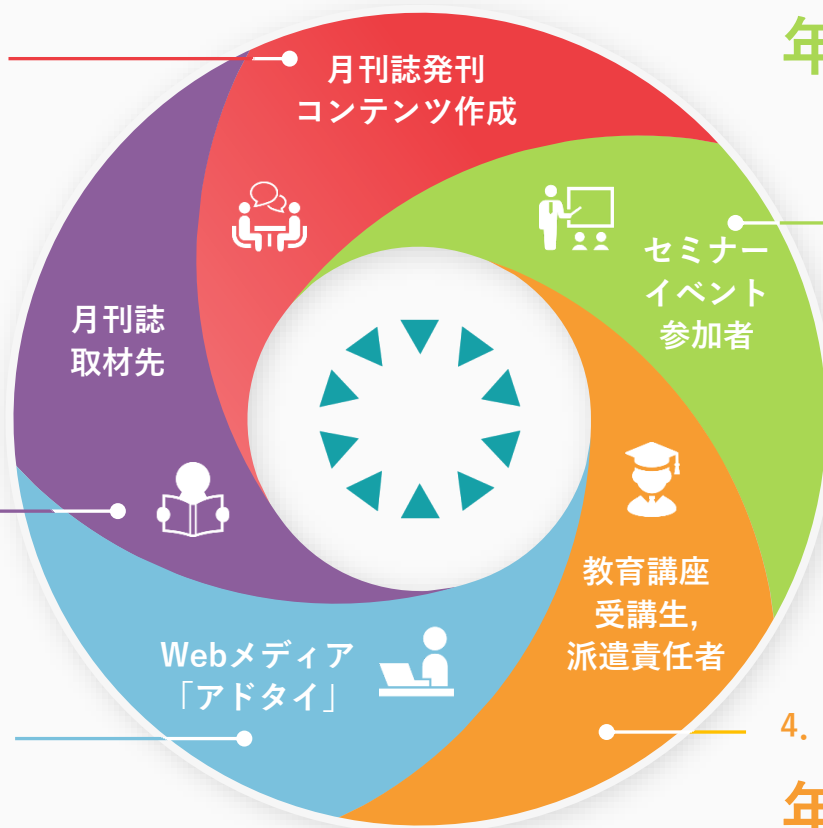 月刊誌発刊
コンテンツ作成
年
セミナー
イベント
参加者
月刊誌
取材先
教育講座
受講生,
派遣責任者
Webメディア
「アドタイ」
4.
年